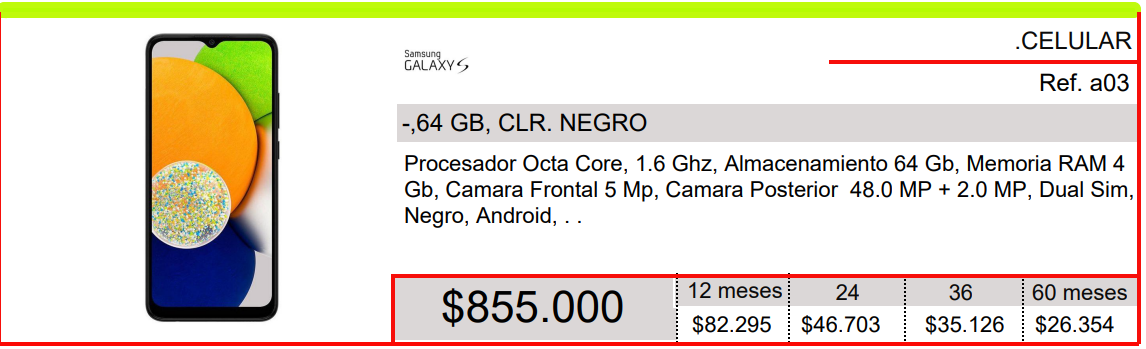 Samsung
GALAXY S
.CELULAR
Ref. a03
-,64 GB, CLR. NEGRO
Procesador Octa Core, 1.6 Ghz, Almacenamiento 64 Gb, Memoria RAM 4
Gb, Camara Frontal 5 Mp, Camara Posterior  48.0 MP + 2.0 MP, Dual Sim,
Negro, Android, . .
$855.000
12 meses 24 36 60 meses
$82.295 $46.703 $35.126 $26.354